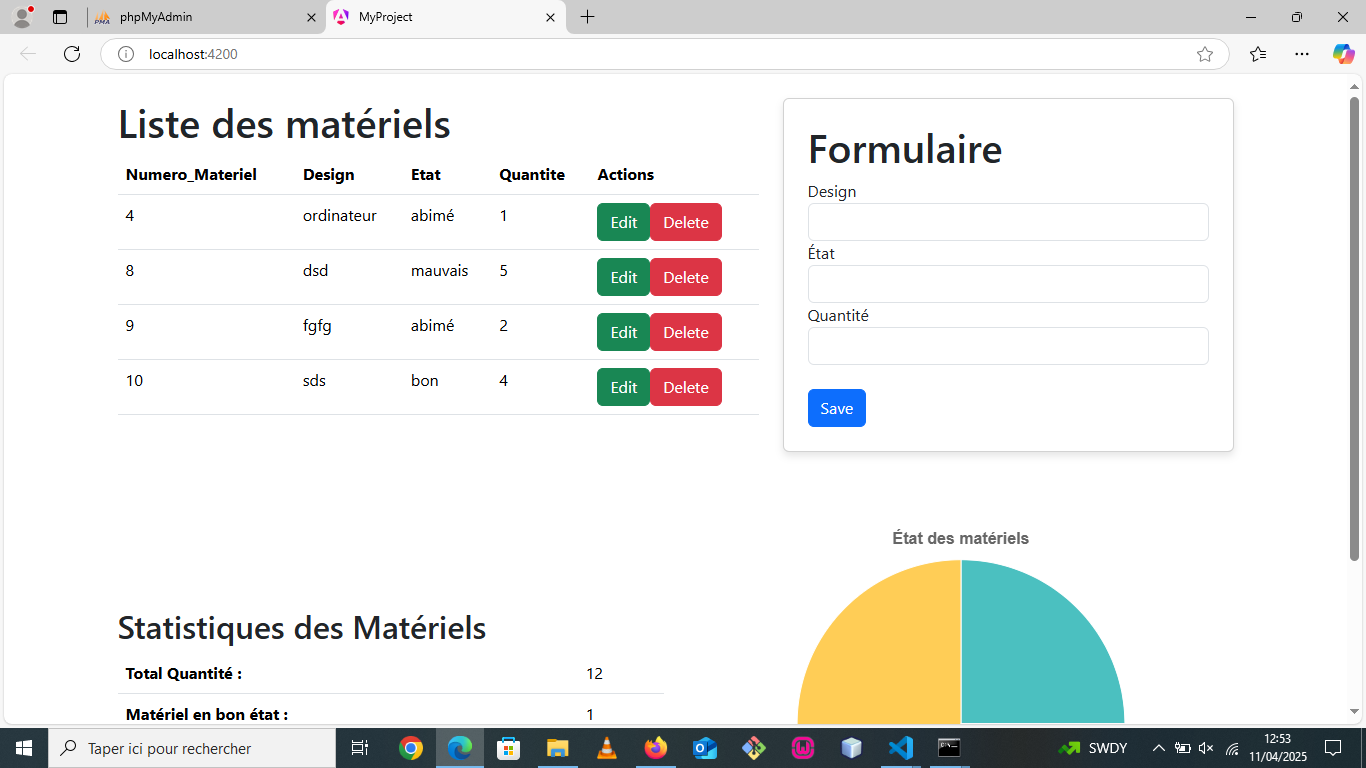 phpMyAdmin
MyProject
localhost:4200
Liste des matériels
Numero_Materiel Design Etat Quantite Actions
4 ordinateur abimé 1 Edit Delete
8 dsd mauvais 5 Edit Delete
9 fgfg abimé 2 Edit Delete
10 sds bon 4 Edit Delete
Formulaire
Design
État
Quantité
Save
État des matériels
Statistiques des Matériels
Total Quantité : 12
Matériel en bon état : 1
Taper ici pour rechercher
SWDY
12:53
11/04/2025